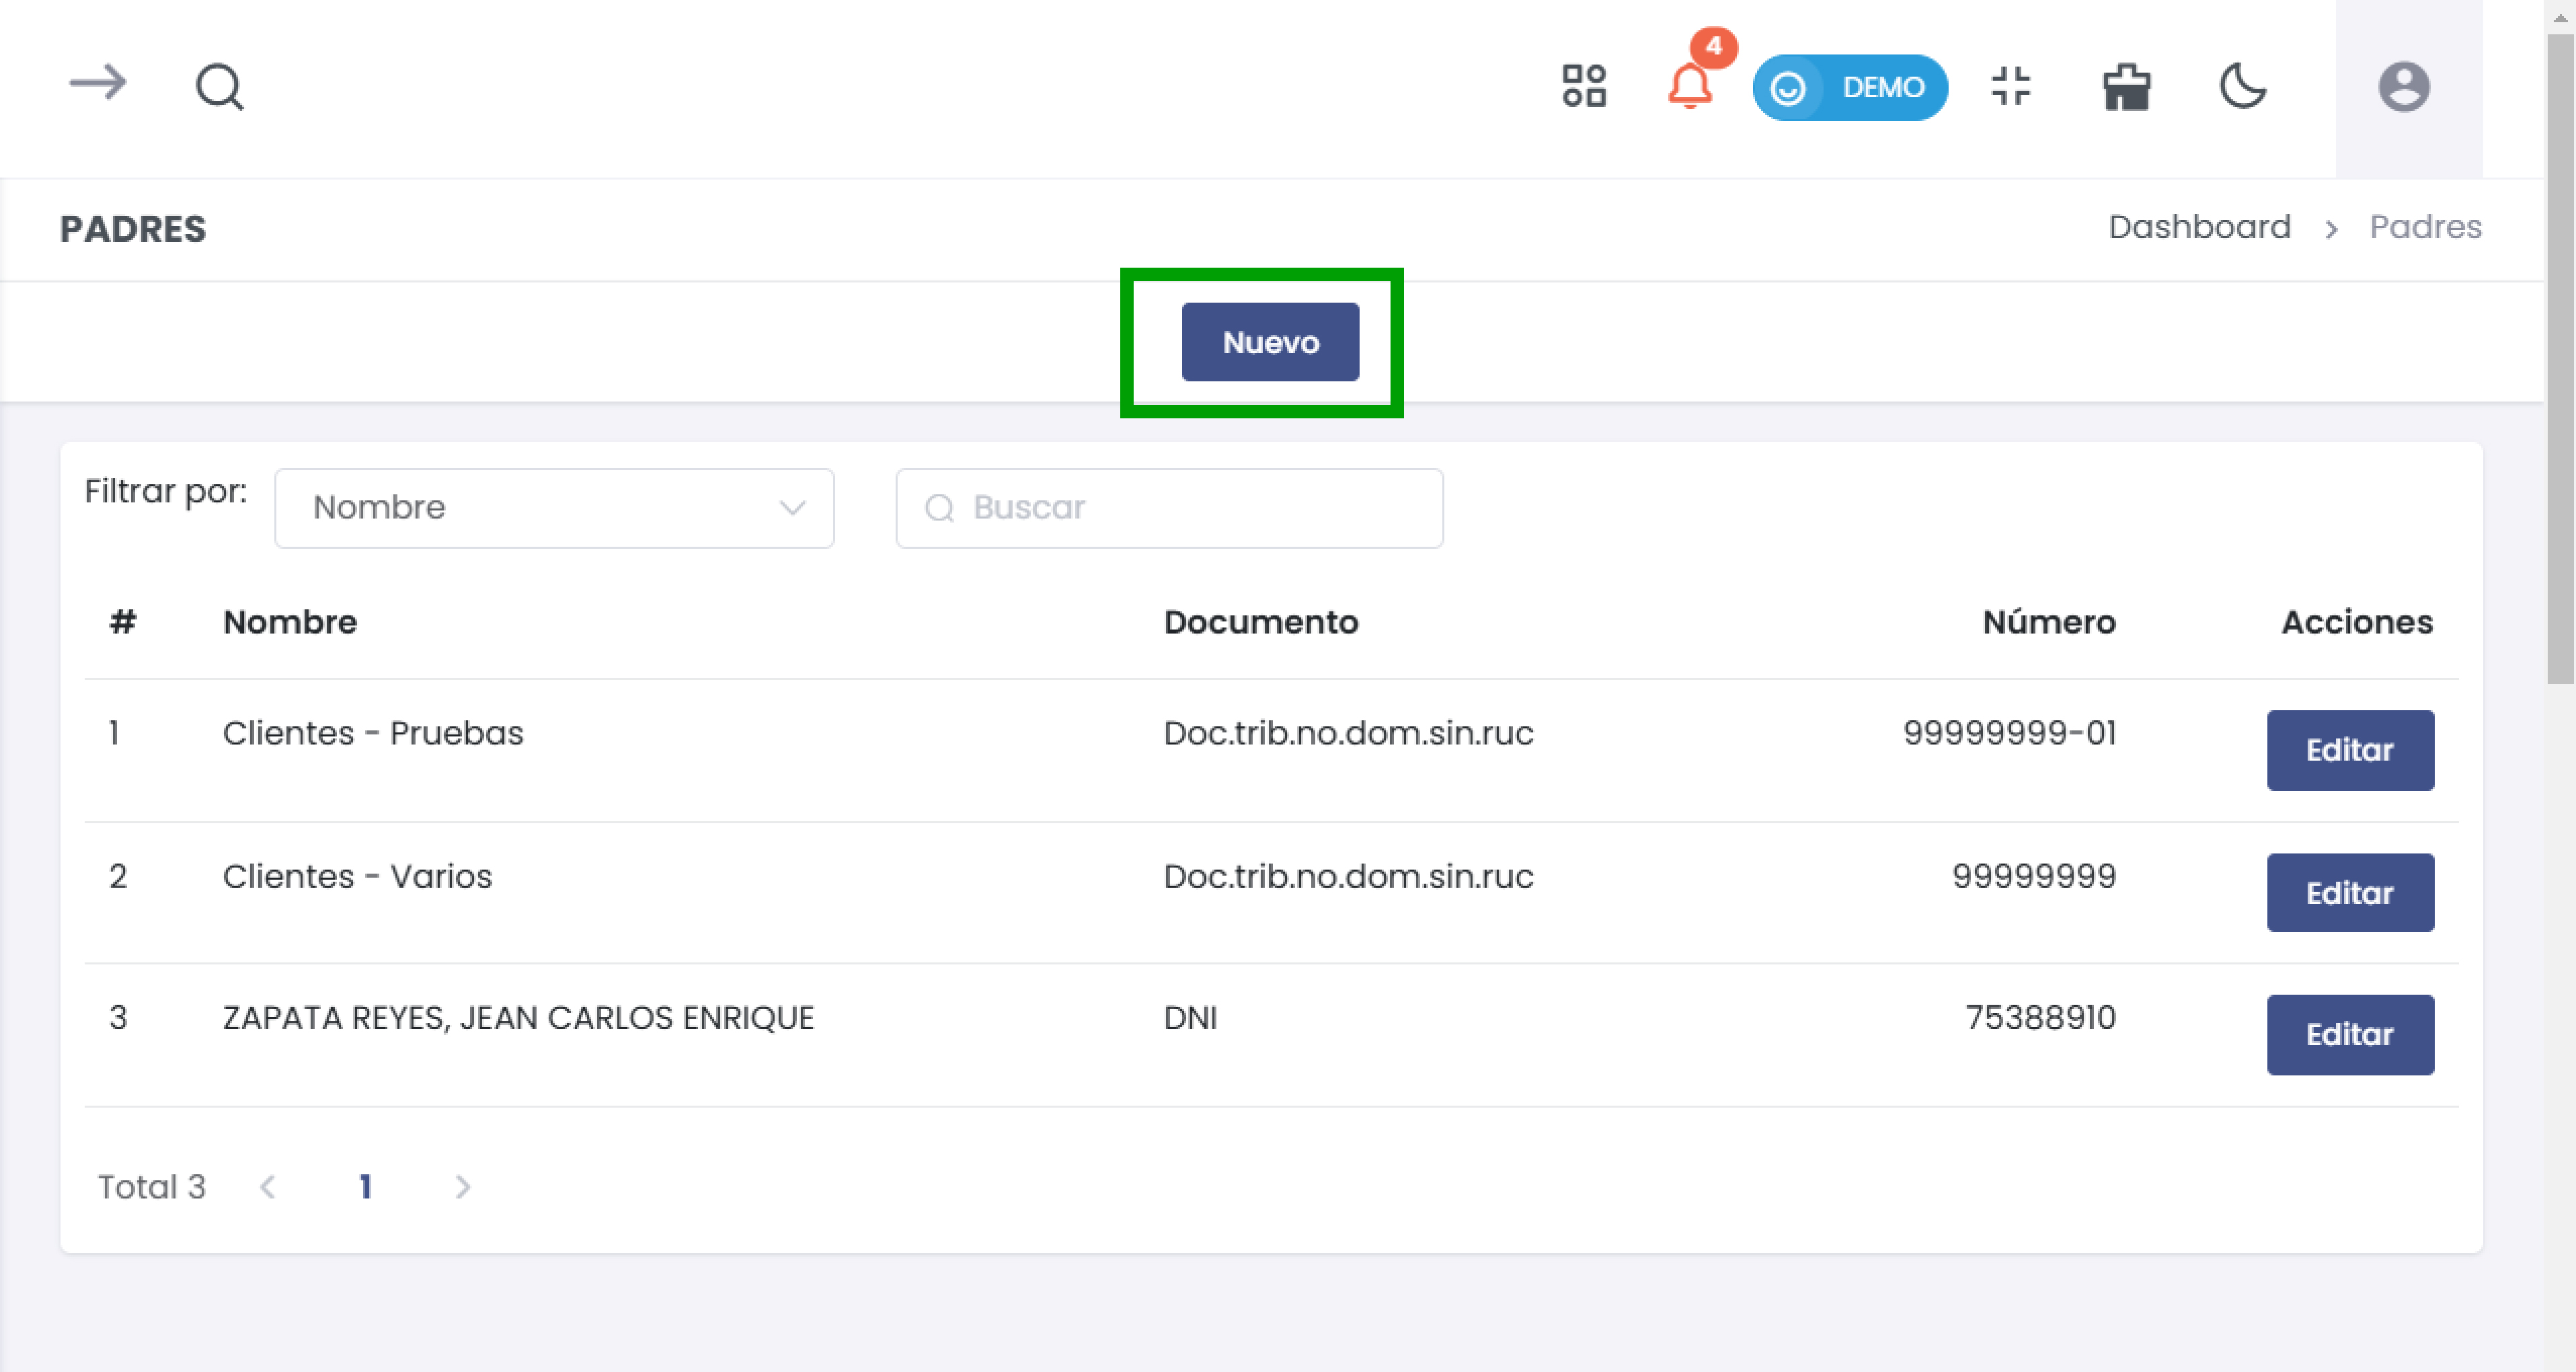 4
DEMO
PADRES
Dashboard > Padres
Nuevo
Filtrar por: Nombre Buscar
# Nombre Documento Número Acciones
1 Clientes - Pruebas Doc.trib.no.dom.sin.ruc 99999999-01 Editar
2 Clientes - Varios Doc.trib.no.dom.sin.ruc 99999999 Editar
3 ZAPATA REYES, JEAN CARLOS ENRIQUE DNI 75388910 Editar
Total 3 < 1 >